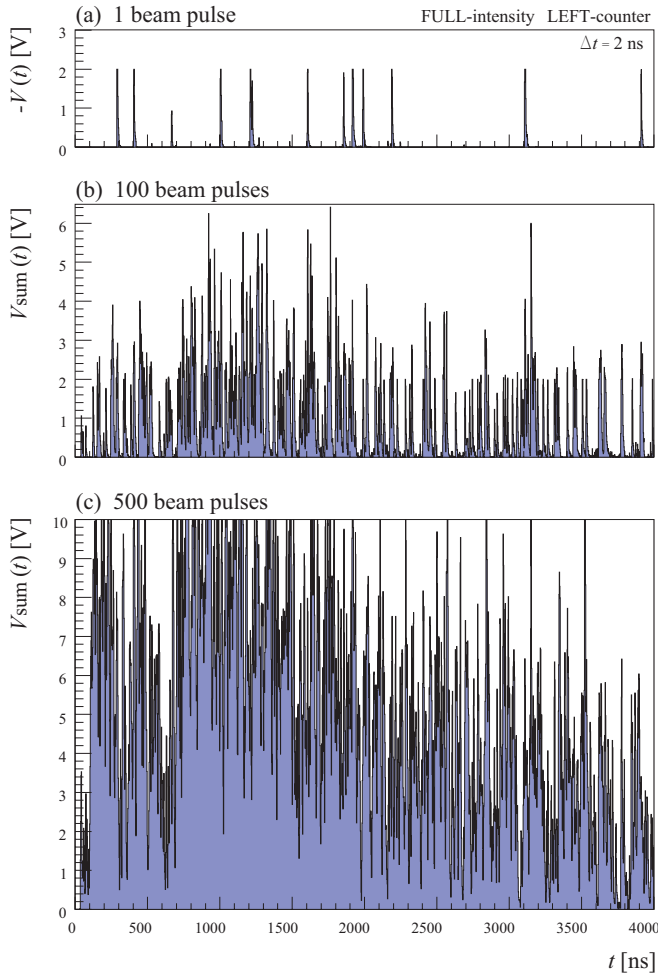 (a) 1 beam pulse FULL-intensity LEFT-counter
Δt = 2 ns
-V(t) [V]
3
2
1
0
(b) 100 beam pulses
Vsum(t) [V]
6
5
4
3
2
1
0
(c) 500 beam pulses
Vsum(t) [V]
10
9
8
7
6
5
4
3
2
1
0
0 500 1000 1500 2000 2500 3000 3500 4000
t [ns]